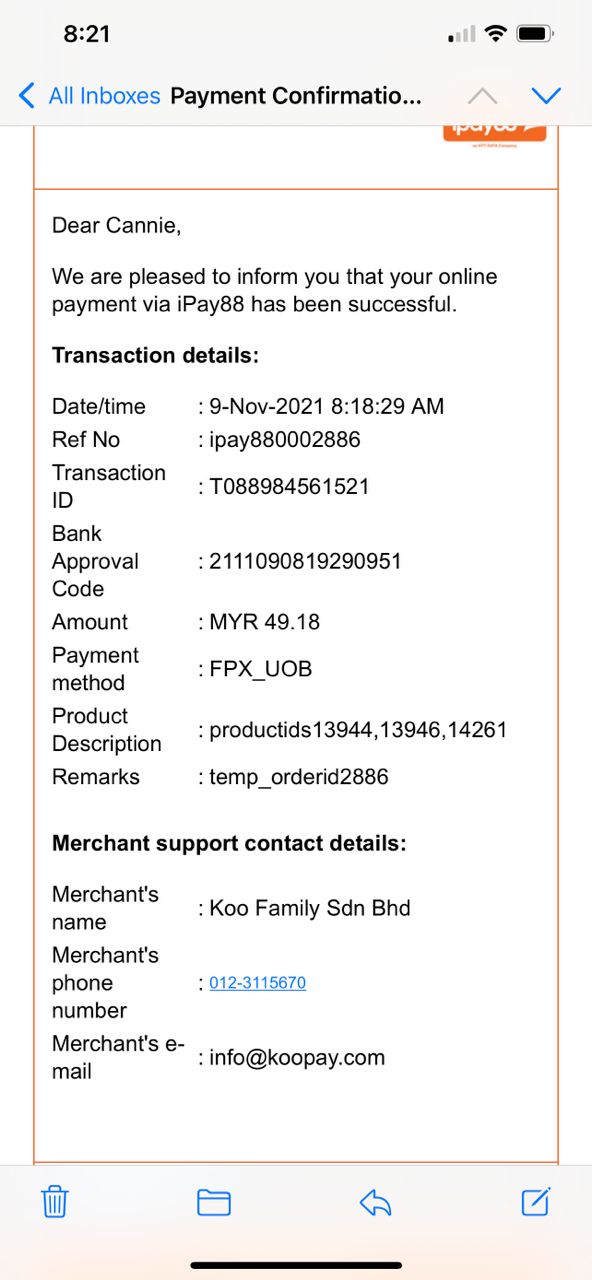 8:21
All Inboxes Payment Confirmatio...
an NTT DATA Company
Dear Cannie,
We are pleased to inform you that your online
payment via iPay88 has been successful.
Transaction details:
Date/time : 9-Nov-2021 8:18:29 AM
Ref No : ipay880002886
Transaction
ID : T088984561521
Bank
Approval : 2111090819290951
Code
Amount : MYR 49.18
Payment
method : FPX_UOB
Product
Description : productids13944,13946,14261
Remarks : temp_orderid2886
Merchant support contact details:
Merchant's
name : Koo Family Sdn Bhd
Merchant's
phone : 012-3115670
number
Merchant's e-
mail : info@koopay.com